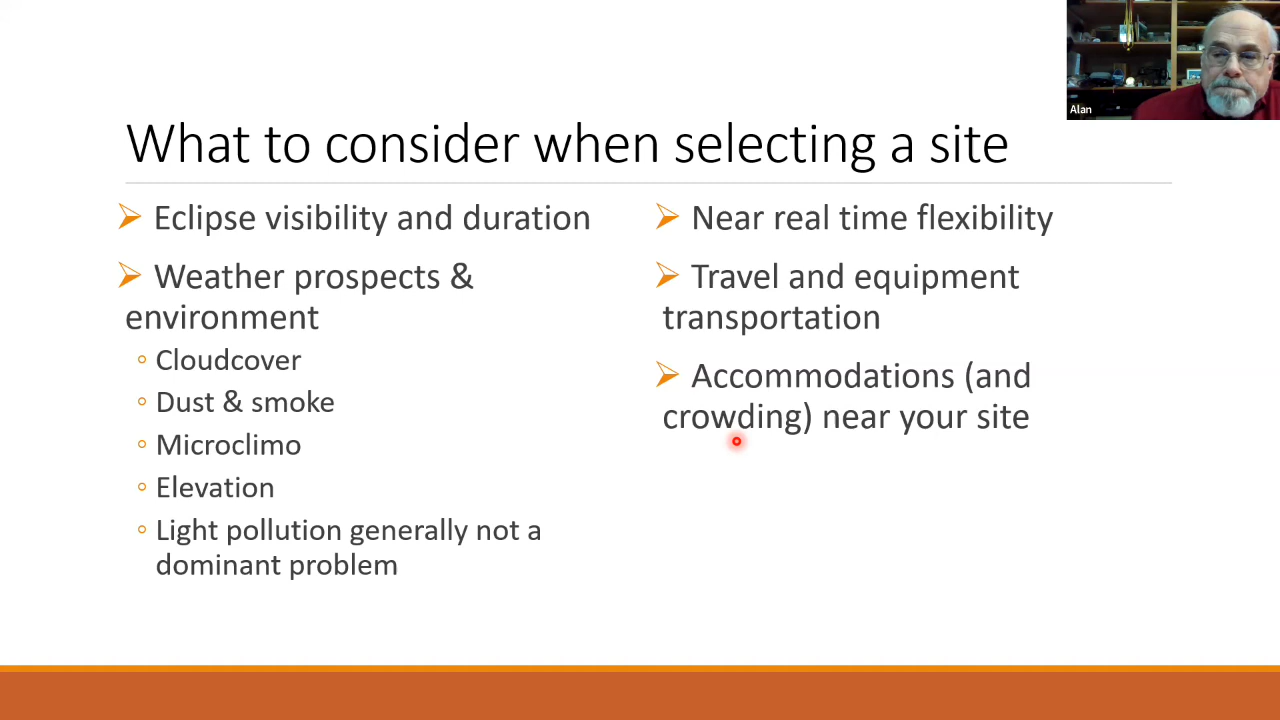 Alan
What to consider when selecting a site
Eclipse visibility and duration
Weather prospects &
environment
Cloudcover
Dust & smoke
Microclimo
Elevation
Light pollution generally not a
dominant problem
Near real time flexibility
Travel and equipment
transportation
Accommodations (and
crowding) near your site